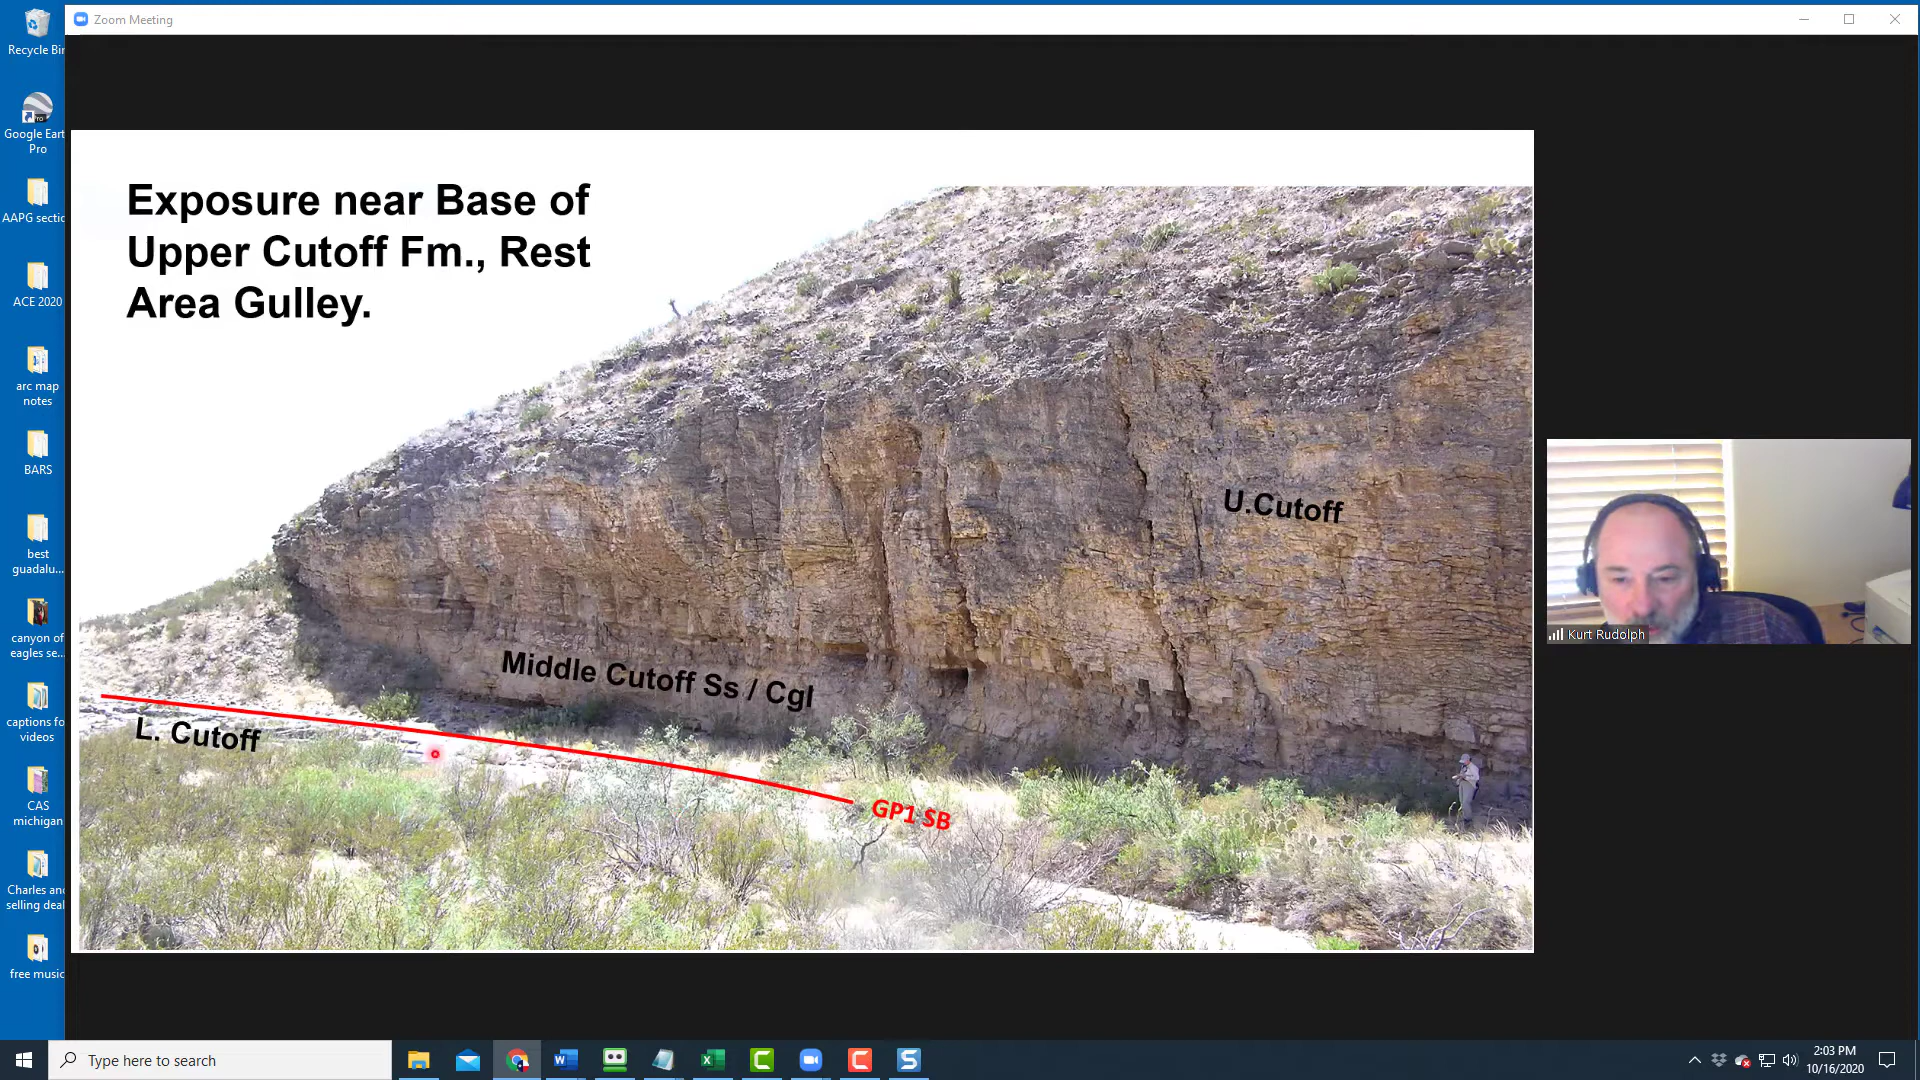 Zoom Meeting
Recycle Bin
Google Eart
Pro
AAPG sectio
ACE 2020
arc map
notes
BARS
best
guadalu...
canyon of
eagles se...
captions fo
videos
CAS
michigan
Charles and
selling deal
free music
Exposure near Base of
Upper Cutoff Fm., Rest
Area Gulley.
U.Cutoff
Middle Cutoff Ss / Cgl
L. Cutoff
GP1 SB
Kurt Rudolph
Type here to search
2:03 PM
10/16/2020